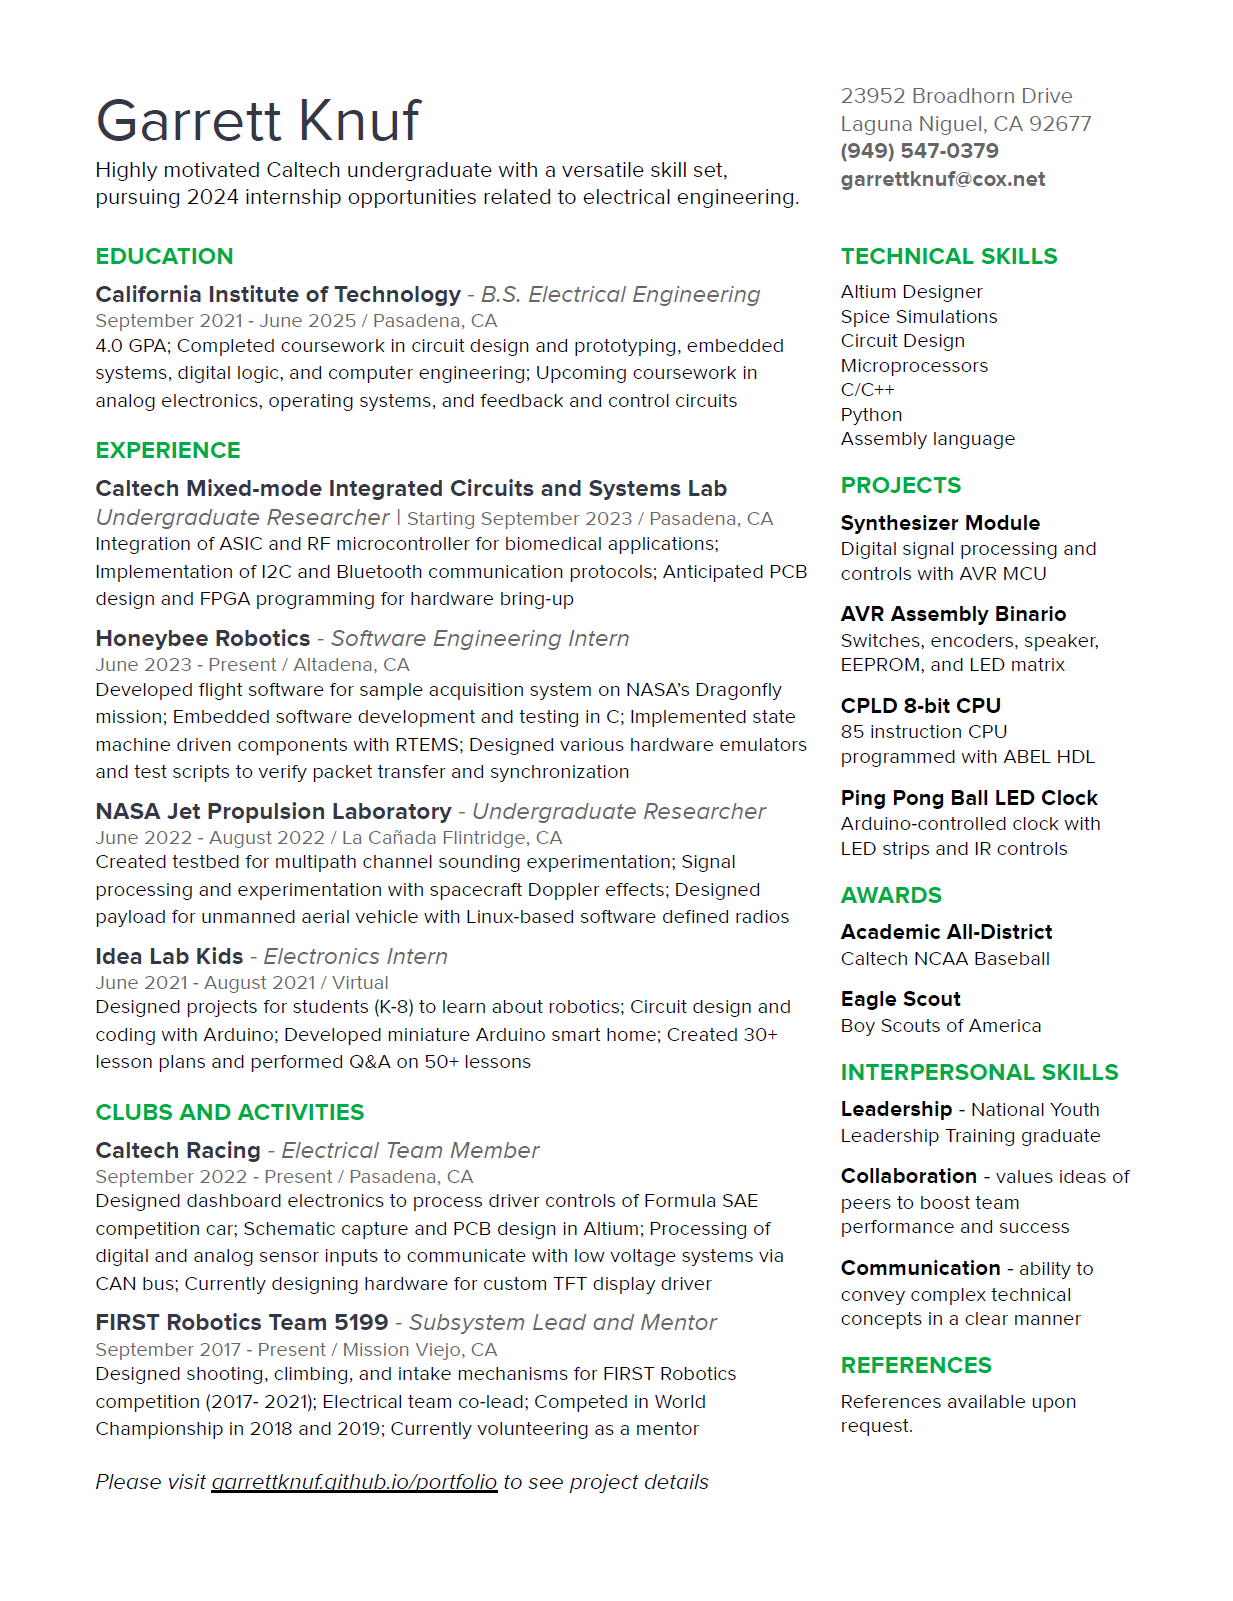 Garrett Knuf
Highly motivated Caltech undergraduate with a versatile skill set,
pursuing 2024 internship opportunities related to electrical engineering.
23952 Broadhorn Drive
Laguna Niguel, CA 92677
(949) 547-0379
garrettknuf@cox.net
EDUCATION
California Institute of Technology - B.S. Electrical Engineering
September 2021 - June 2025 / Pasadena, CA
4.0 GPA; Completed coursework in circuit design and prototyping, embedded
systems, digital logic, and computer engineering; Upcoming coursework in
analog electronics, operating systems, and feedback and control circuits
EXPERIENCE
Caltech Mixed-mode Integrated Circuits and Systems Lab
Undergraduate Researcher | Starting September 2023 / Pasadena, CA
Integration of ASIC and RF microcontroller for biomedical applications;
Implementation of I2C and Bluetooth communication protocols; Anticipated PCB
design and FPGA programming for hardware bring-up
Honeybee Robotics - Software Engineering Intern
June 2023 - Present / Altadena, CA
Developed flight software for sample acquisition system on NASA's Dragonfly
mission; Embedded software development and testing in C; Implemented state
machine driven components with RTEMS; Designed various hardware emulators
and test scripts to verify packet transfer and synchronization
NASA Jet Propulsion Laboratory - Undergraduate Researcher
June 2022 - August 2022 / La Cañada Flintridge, CA
Created testbed for multipath channel sounding experimentation; Signal
processing and experimentation with spacecraft Doppler effects; Designed
payload for unmanned aerial vehicle with Linux-based software defined radios
Idea Lab Kids - Electronics Intern
June 2021 - August 2021 / Virtual
Designed projects for students (K-8) to learn about robotics; Circuit design and
coding with Arduino; Developed miniature Arduino smart home; Created 30+
lesson plans and performed Q&A on 50+ lessons
CLUBS AND ACTIVITIES
Caltech Racing - Electrical Team Member
September 2022 - Present / Pasadena, CA
Designed dashboard electronics to process driver controls of Formula SAE
competition car; Schematic capture and PCB design in Altium; Processing of
digital and analog sensor inputs to communicate with low voltage systems via
CAN bus; Currently designing hardware for custom TFT display driver
FIRST Robotics Team 5199 - Subsystem Lead and Mentor
September 2017 - Present / Mission Viejo, CA
Designed shooting, climbing, and intake mechanisms for FIRST Robotics
competition (2017- 2021); Electrical team co-lead; Competed in World
Championship in 2018 and 2019; Currently volunteering as a mentor
Please visit garrettknuf.github.io/portfolio to see project details
TECHNICAL SKILLS
Altium Designer
Spice Simulations
Circuit Design
Microprocessors
C/C++
Python
Assembly language
PROJECTS
Synthesizer Module
Digital signal processing and
controls with AVR MCU
AVR Assembly Binario
Switches, encoders, speaker,
EEPROM, and LED matrix
CPLD 8-bit CPU
85 instruction CPU
programmed with ABEL HDL
Ping Pong Ball LED Clock
Arduino-controlled clock with
LED strips and IR controls
AWARDS
Academic All-District
Caltech NCAA Baseball
Eagle Scout
Boy Scouts of America
INTERPERSONAL SKILLS
Leadership - National Youth
Leadership Training graduate
Collaboration - values ideas of
peers to boost team
performance and success
Communication - ability to
convey complex technical
concepts in a clear manner
REFERENCES
References available upon
request.